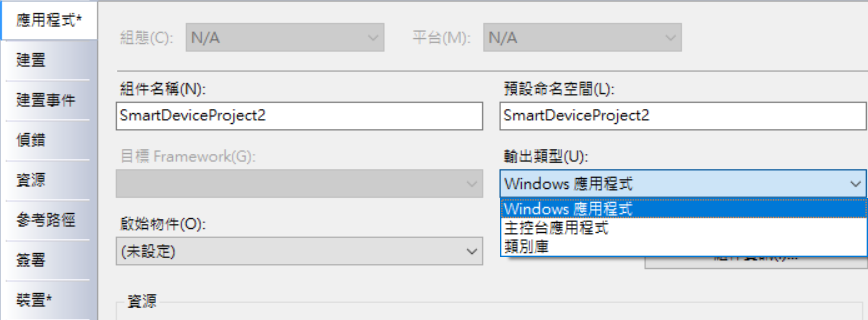 應用程式*
建置
建置事件
偵錯
資源
參考路徑
簽署
裝置*
組態(C): N/A 平台(M): N/A
組件名稱(N): 預設命名空間(L):
SmartDeviceProject2 SmartDeviceProject2
目標 Framework(G): 輸出類型(U):
Windows 應用程式
Windows 應用程式
主控台應用程式
類別庫
啟始物件(O):
(未設定)
資源